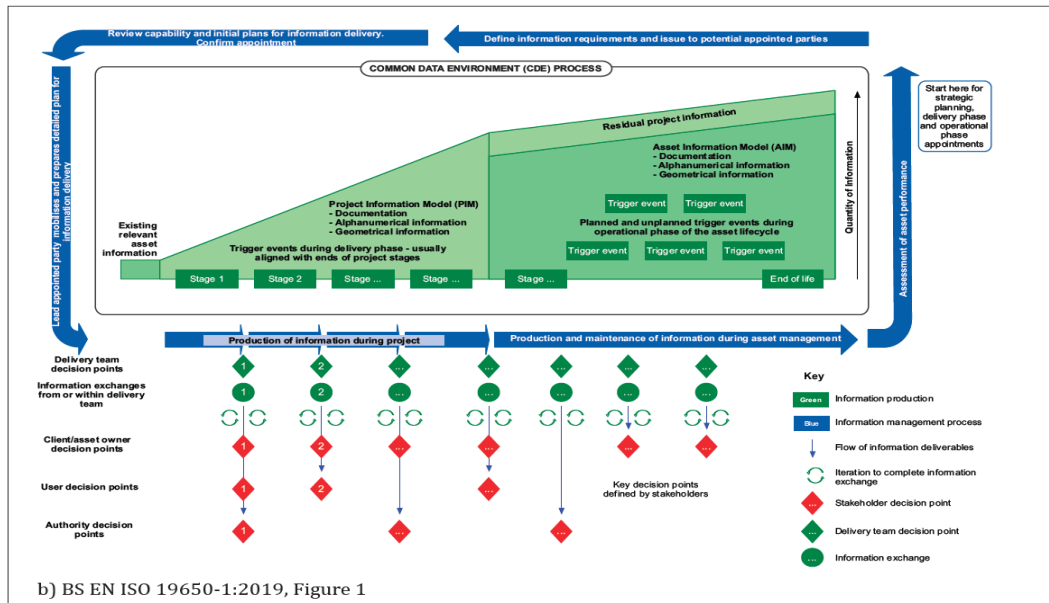 Review capability and initial plans for information delivery.
Confirm appointment
Define information requirements and issue to potential appointed parties
Lead appointed party mobilises and prepares detailed plan for
information delivery
COMMON DATA ENVIRONMENT (CDE) PROCESS
Start here for
strategic
planning,
delivery phase
and operational
phase
appointments
Residual project information
Asset Information Model (AIM)
- Documentation
- Alphanumerical information
- Geometrical information
Quantity of Information
Assessment of asset performance
Project Information Model (PIM)
- Documentation
- Alphanumerical information
- Geometrical information
Trigger event
Trigger event
Planned and unplanned trigger events during
operational phase of the asset lifecycle
Existing
relevant
asset
information
Trigger events during delivery phase - usually
aligned with ends of project stages
Trigger event
Trigger event
Trigger event
Stage 1
Stage 2
Stage ...
Stage ...
Stage ...
End of life
Production of information during project
Production and maintenance of information during asset management
Delivery team
decision points
1
2
...
...
...
...
...
Information exchanges
from or within delivery
team
1
2
...
...
...
...
...
Client/asset owner
decision points
1
2
...
...
...
...
User decision points
1
2
...
Key decision points
defined by stakeholders
Authority decision
points
1
...
...
Key
Green
Information production
Blue
Information management process
Flow of information deliverables
Iteration to complete information
exchange
...
Stakeholder decision point
...
Delivery team decision point
...
Information exchange
b) BS EN ISO 19650-1:2019, Figure 1